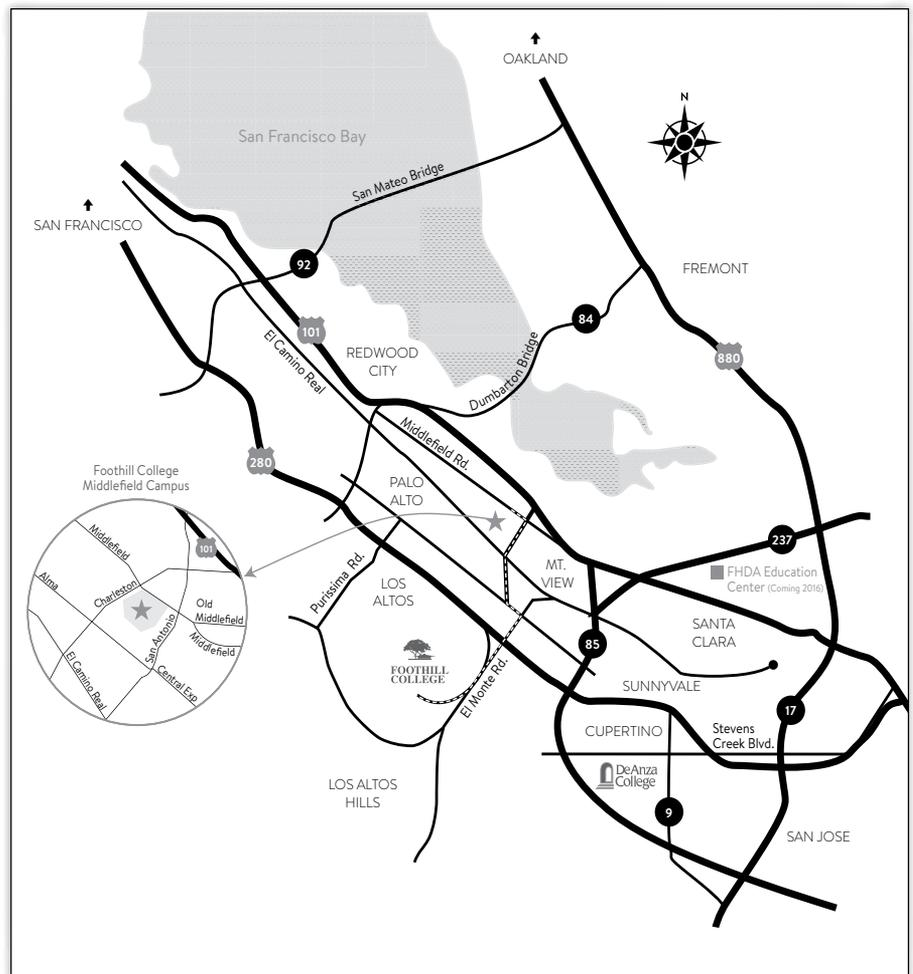 OAKLAND
N
San Francisco Bay
San Mateo Bridge
SAN FRANCISCO
92
FREMONT
84
101
El Camino Real
REDWOOD
CITY
Dumbarton Bridge
880
Middlefield Rd.
280
Foothill College
Middlefield Campus
PALO
ALTO
237
101
Middlefield
MT.
VIEW
FHDA Education
Center (Coming 2016)
Purissima Rd.
LOS
ALTOS
Alma
Charleston
Old
Middlefield
Middlefield
San Antonio
SANTA
CLARA
85
FOOTHILL
COLLEGE
El Camino Real
Central Exp
El Monte Rd.
SUNNYVALE
17
CUPERTINO
Stevens
Creek Blvd.
DeAnza
College
LOS ALTOS
HILLS
9
SAN JOSE